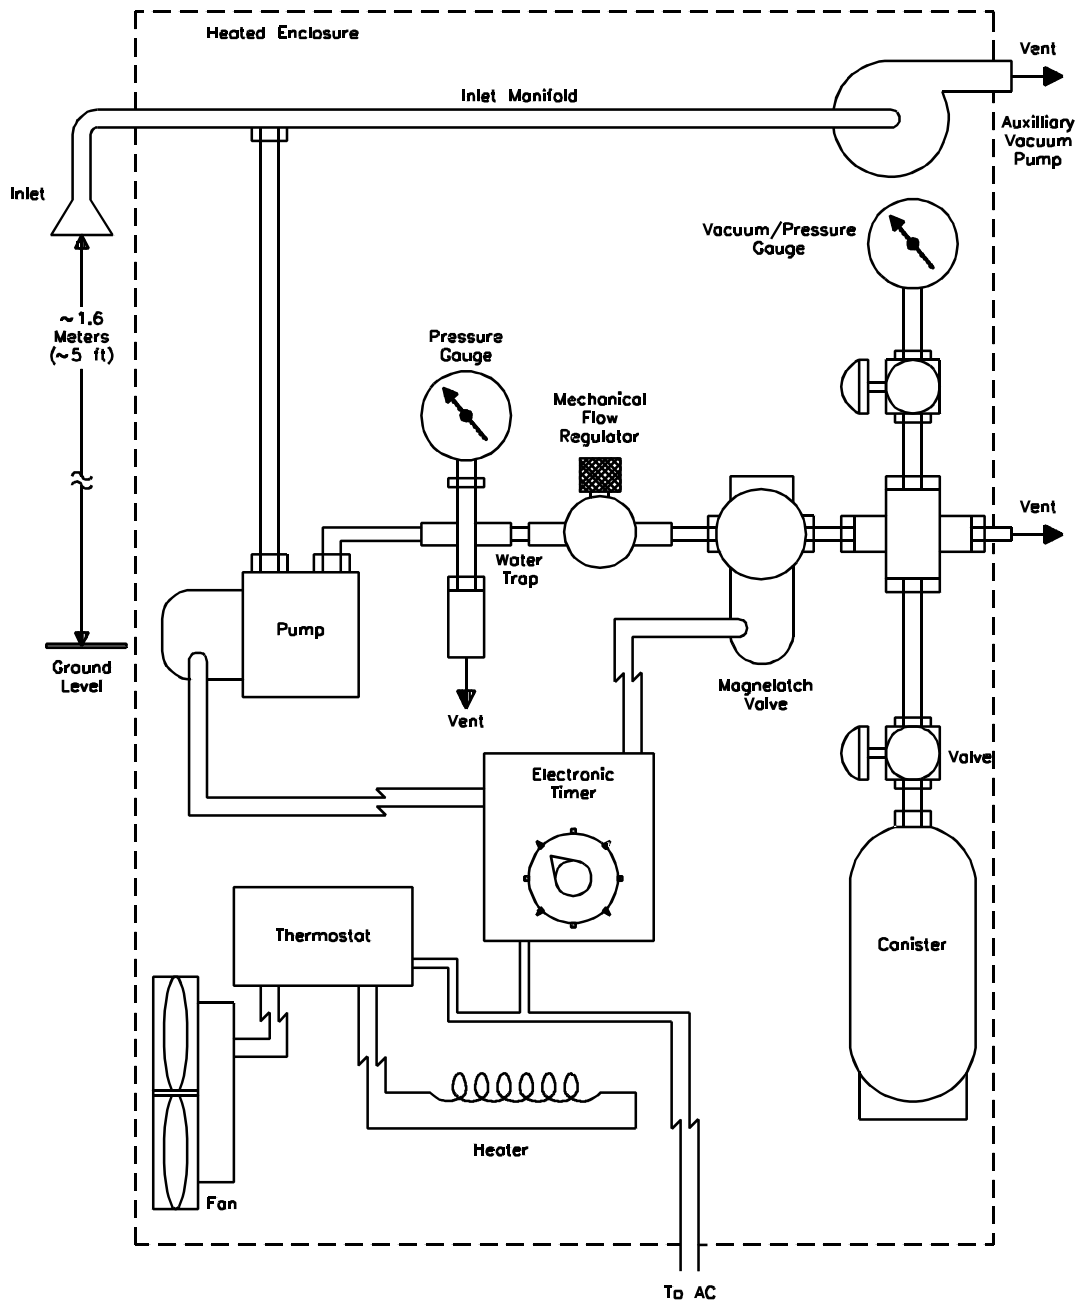 Heated Enclosure
Vent
Inlet Manifold
Auxilliary
Vacuum
Pump
Inlet
Vacuum/Pressure
Gauge
~1.6
Meters
(~5 ft)
Pressure
Gauge
Mechanical
Flow
Regulator
Vent
Water
Trap
Pump
Ground
Level
Magnelatch
Valve
Vent
Valve
Electronic
Timer
Thermostat
Canister
Heater
Fan
To AC